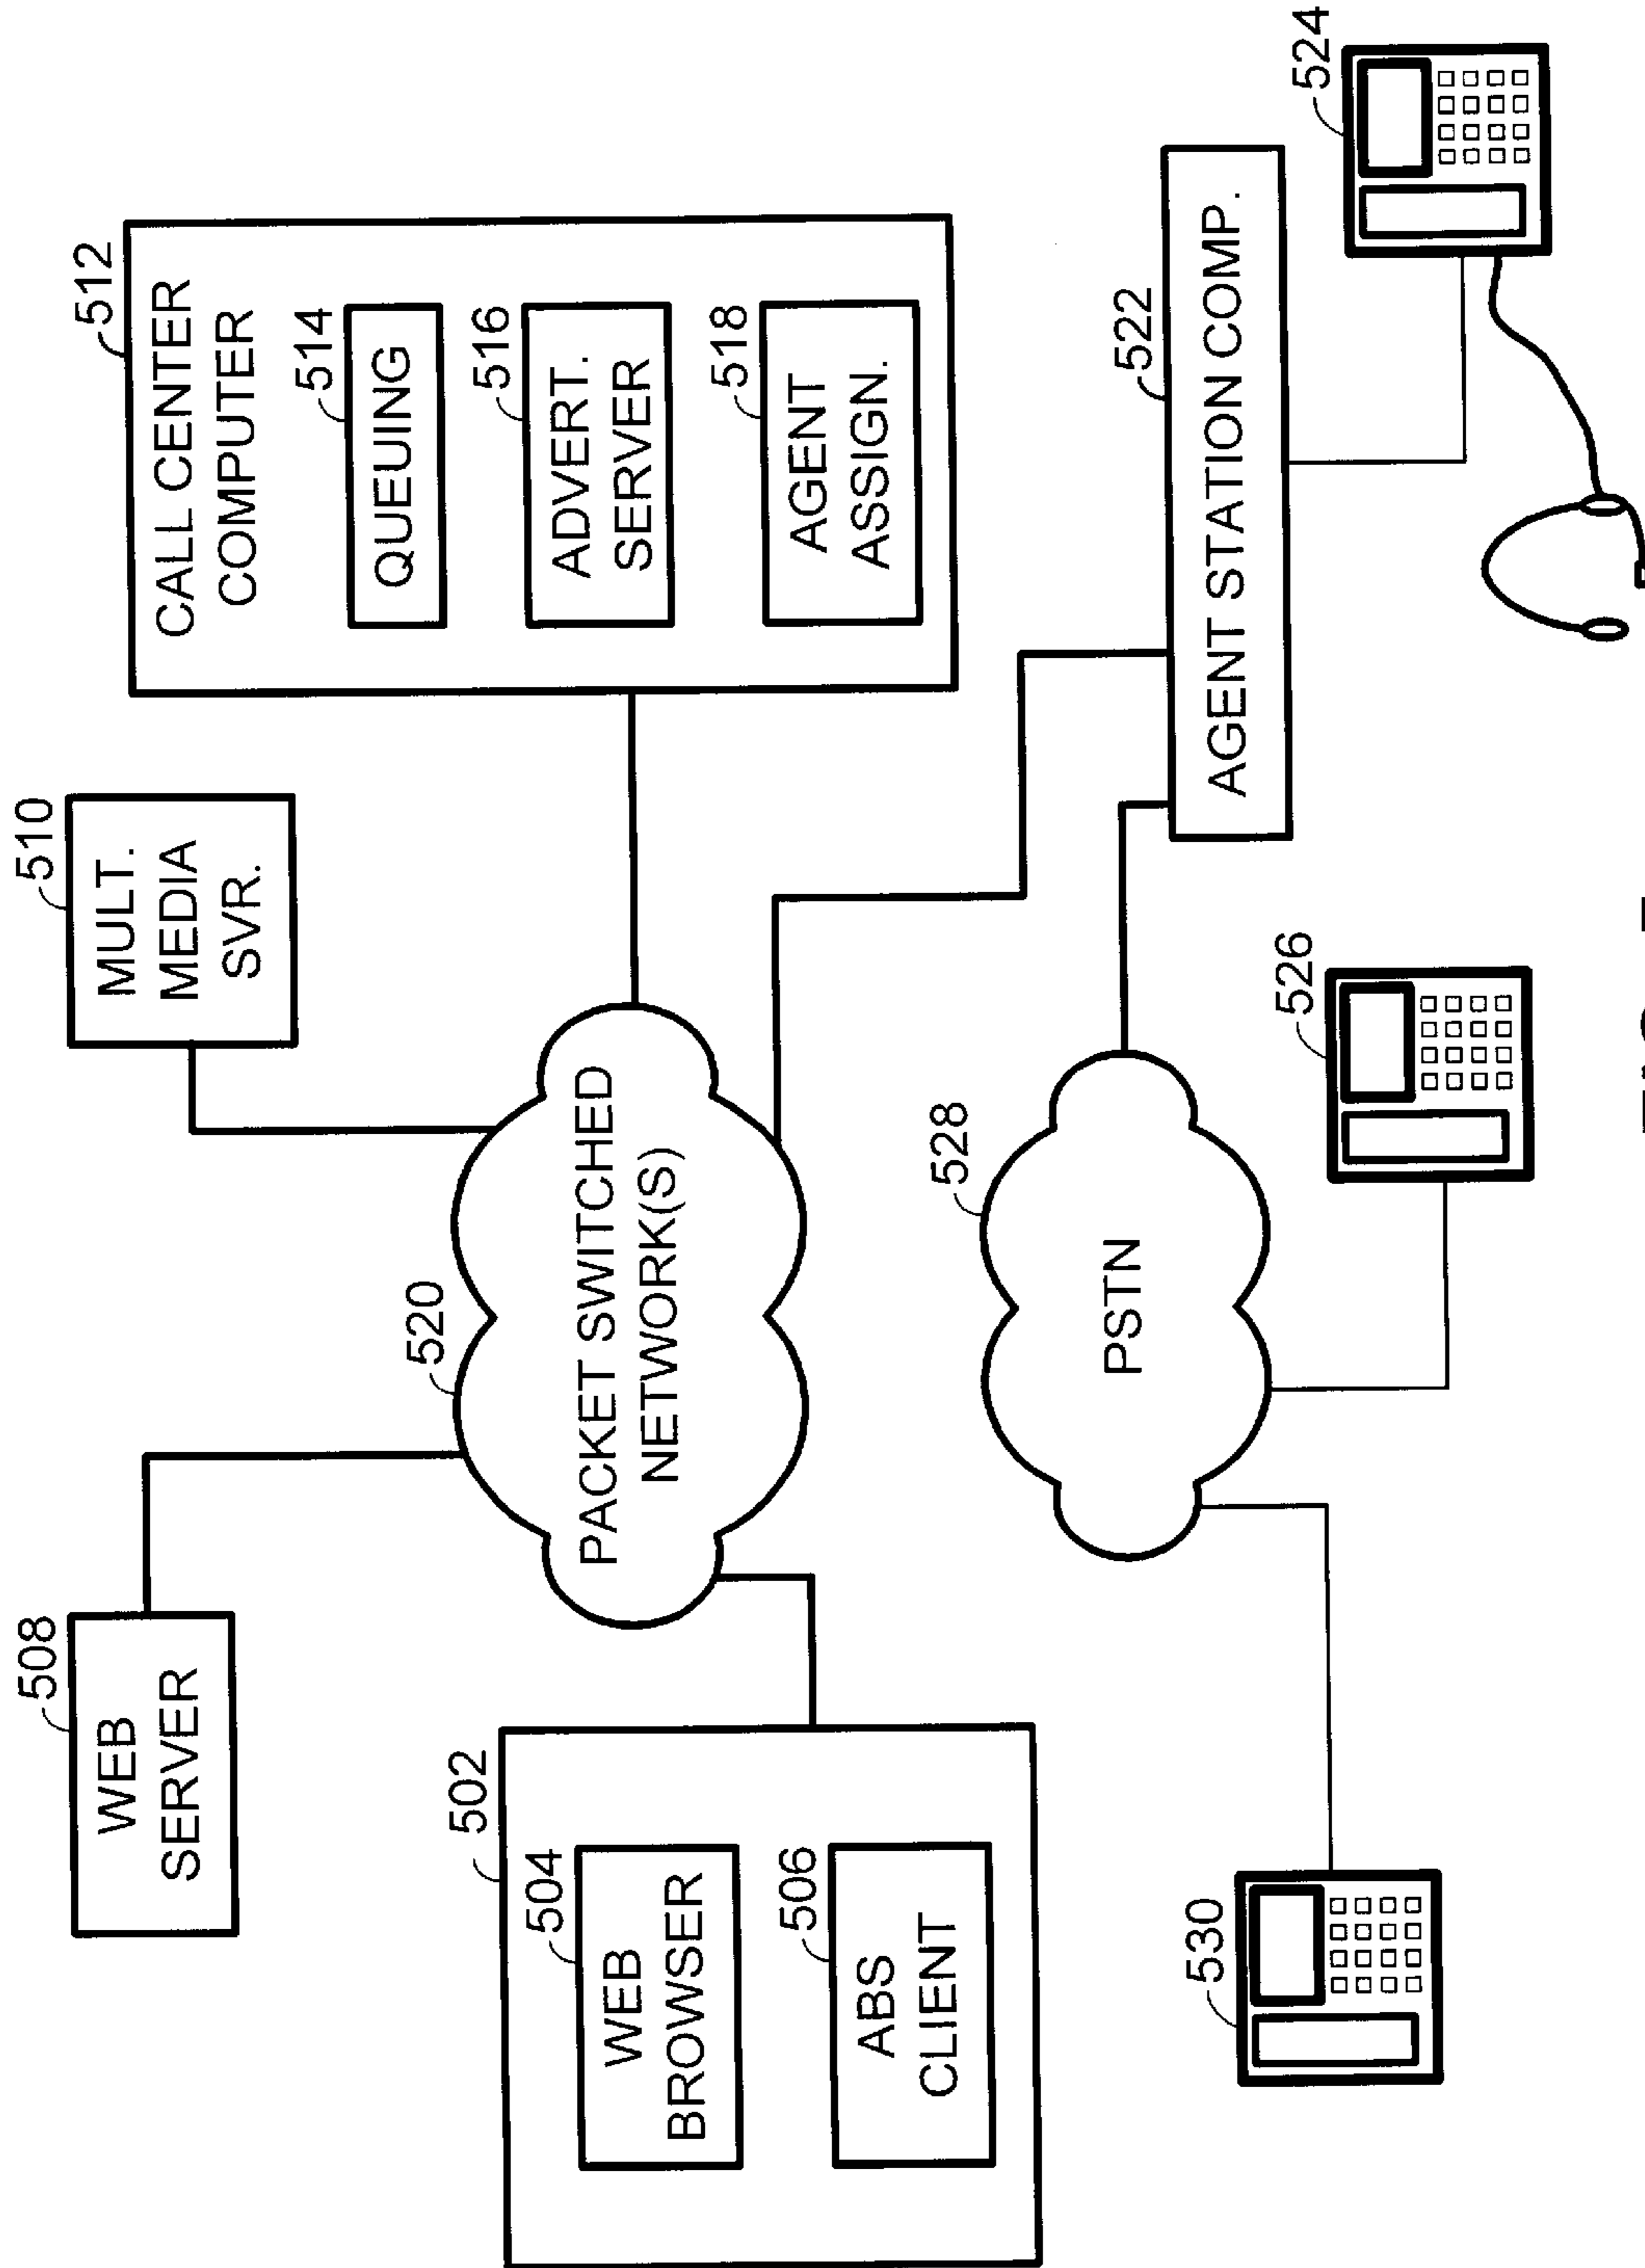 508
WEB
SERVER
510
MULT.
MEDIA
SVR.
512
CALL CENTER
COMPUTER
514
QUEUING
516
ADVERT.
SERVER
518
AGENT
ASSIGN.
520
PACKET SWITCHED
NETWORK(S)
502
504
WEB
BROWSER
506
ABS
CLIENT
528
PSTN
522
AGENT STATION COMP.
530
526
524